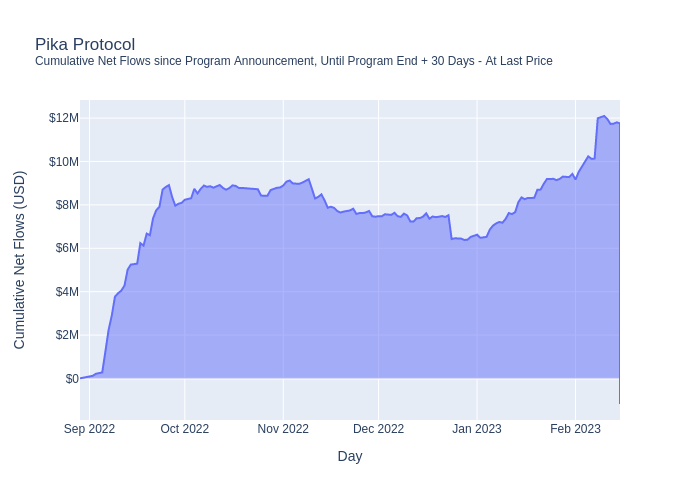 Pika Protocol
Cumulative Net Flows since Program Announcement, Until Program End + 30 Days - At Last Price
$12M
$10M
$8M
$6M
$4M
$2M
$0
Cumulative Net Flows (USD)
Sep 2022
Oct 2022
Nov 2022
Dec 2022
Jan 2023
Feb 2023
Day